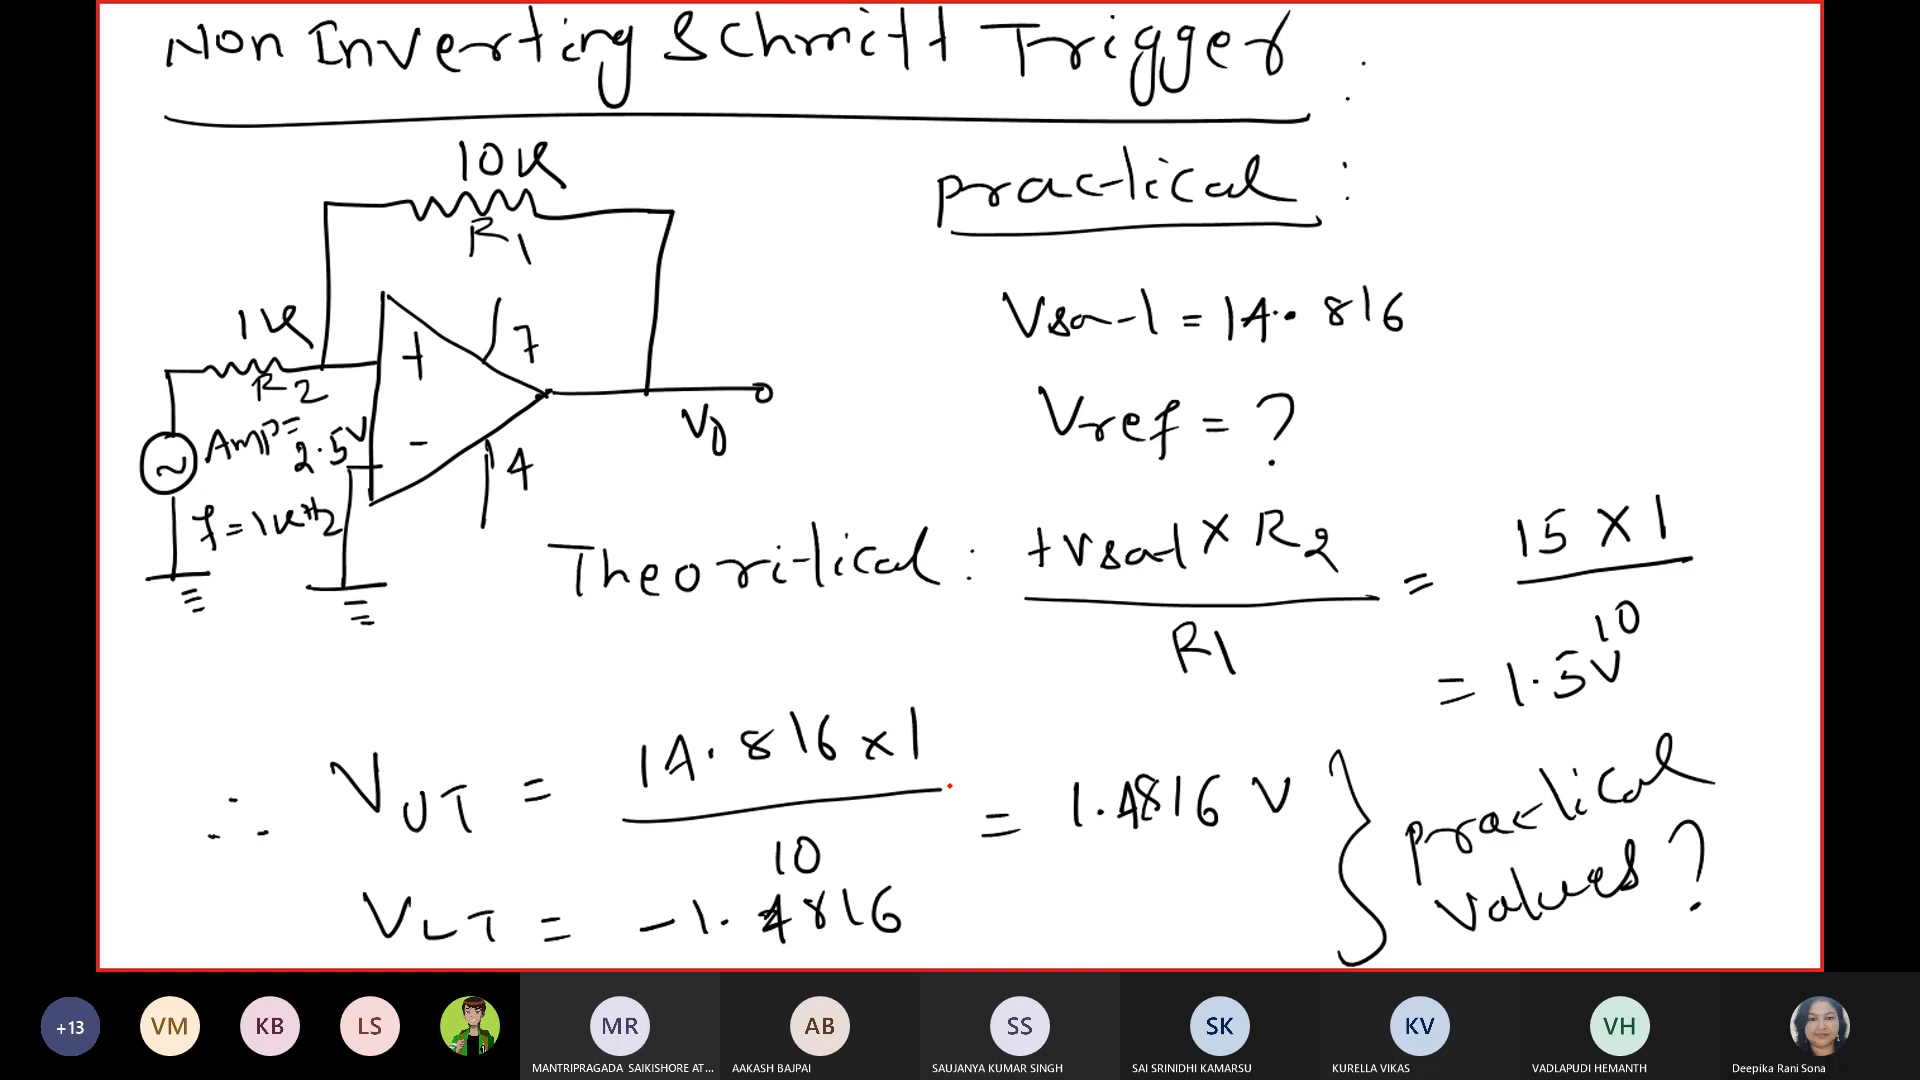 Non Inverting Schmitt Trigger
10K
R1
practical :
1K
R2
+
7
Vsat = 14.816
Amp=
2.5V
-
4
VO
Vref = ?
f = 1KHz
Theoritical : +Vsat X R2 / R1 = 15 X 1 / 10
= 1.5V
∴ VUT = 14.816 x 1 / 10 = 1.4816 V
VLT = -1.4816
practical
values ?
+13
VM
KB
LS
MR
AB
SS
SK
KV
VH
MANTRIPRAGADA SAIKISHORE AT...
AAKASH BAJPAI
SAUJANYA KUMAR SINGH
SAI SRINIDHI KAMARSU
KURELLA VIKAS
VADLAPUDI HEMANTH
Deepika Rani Sona